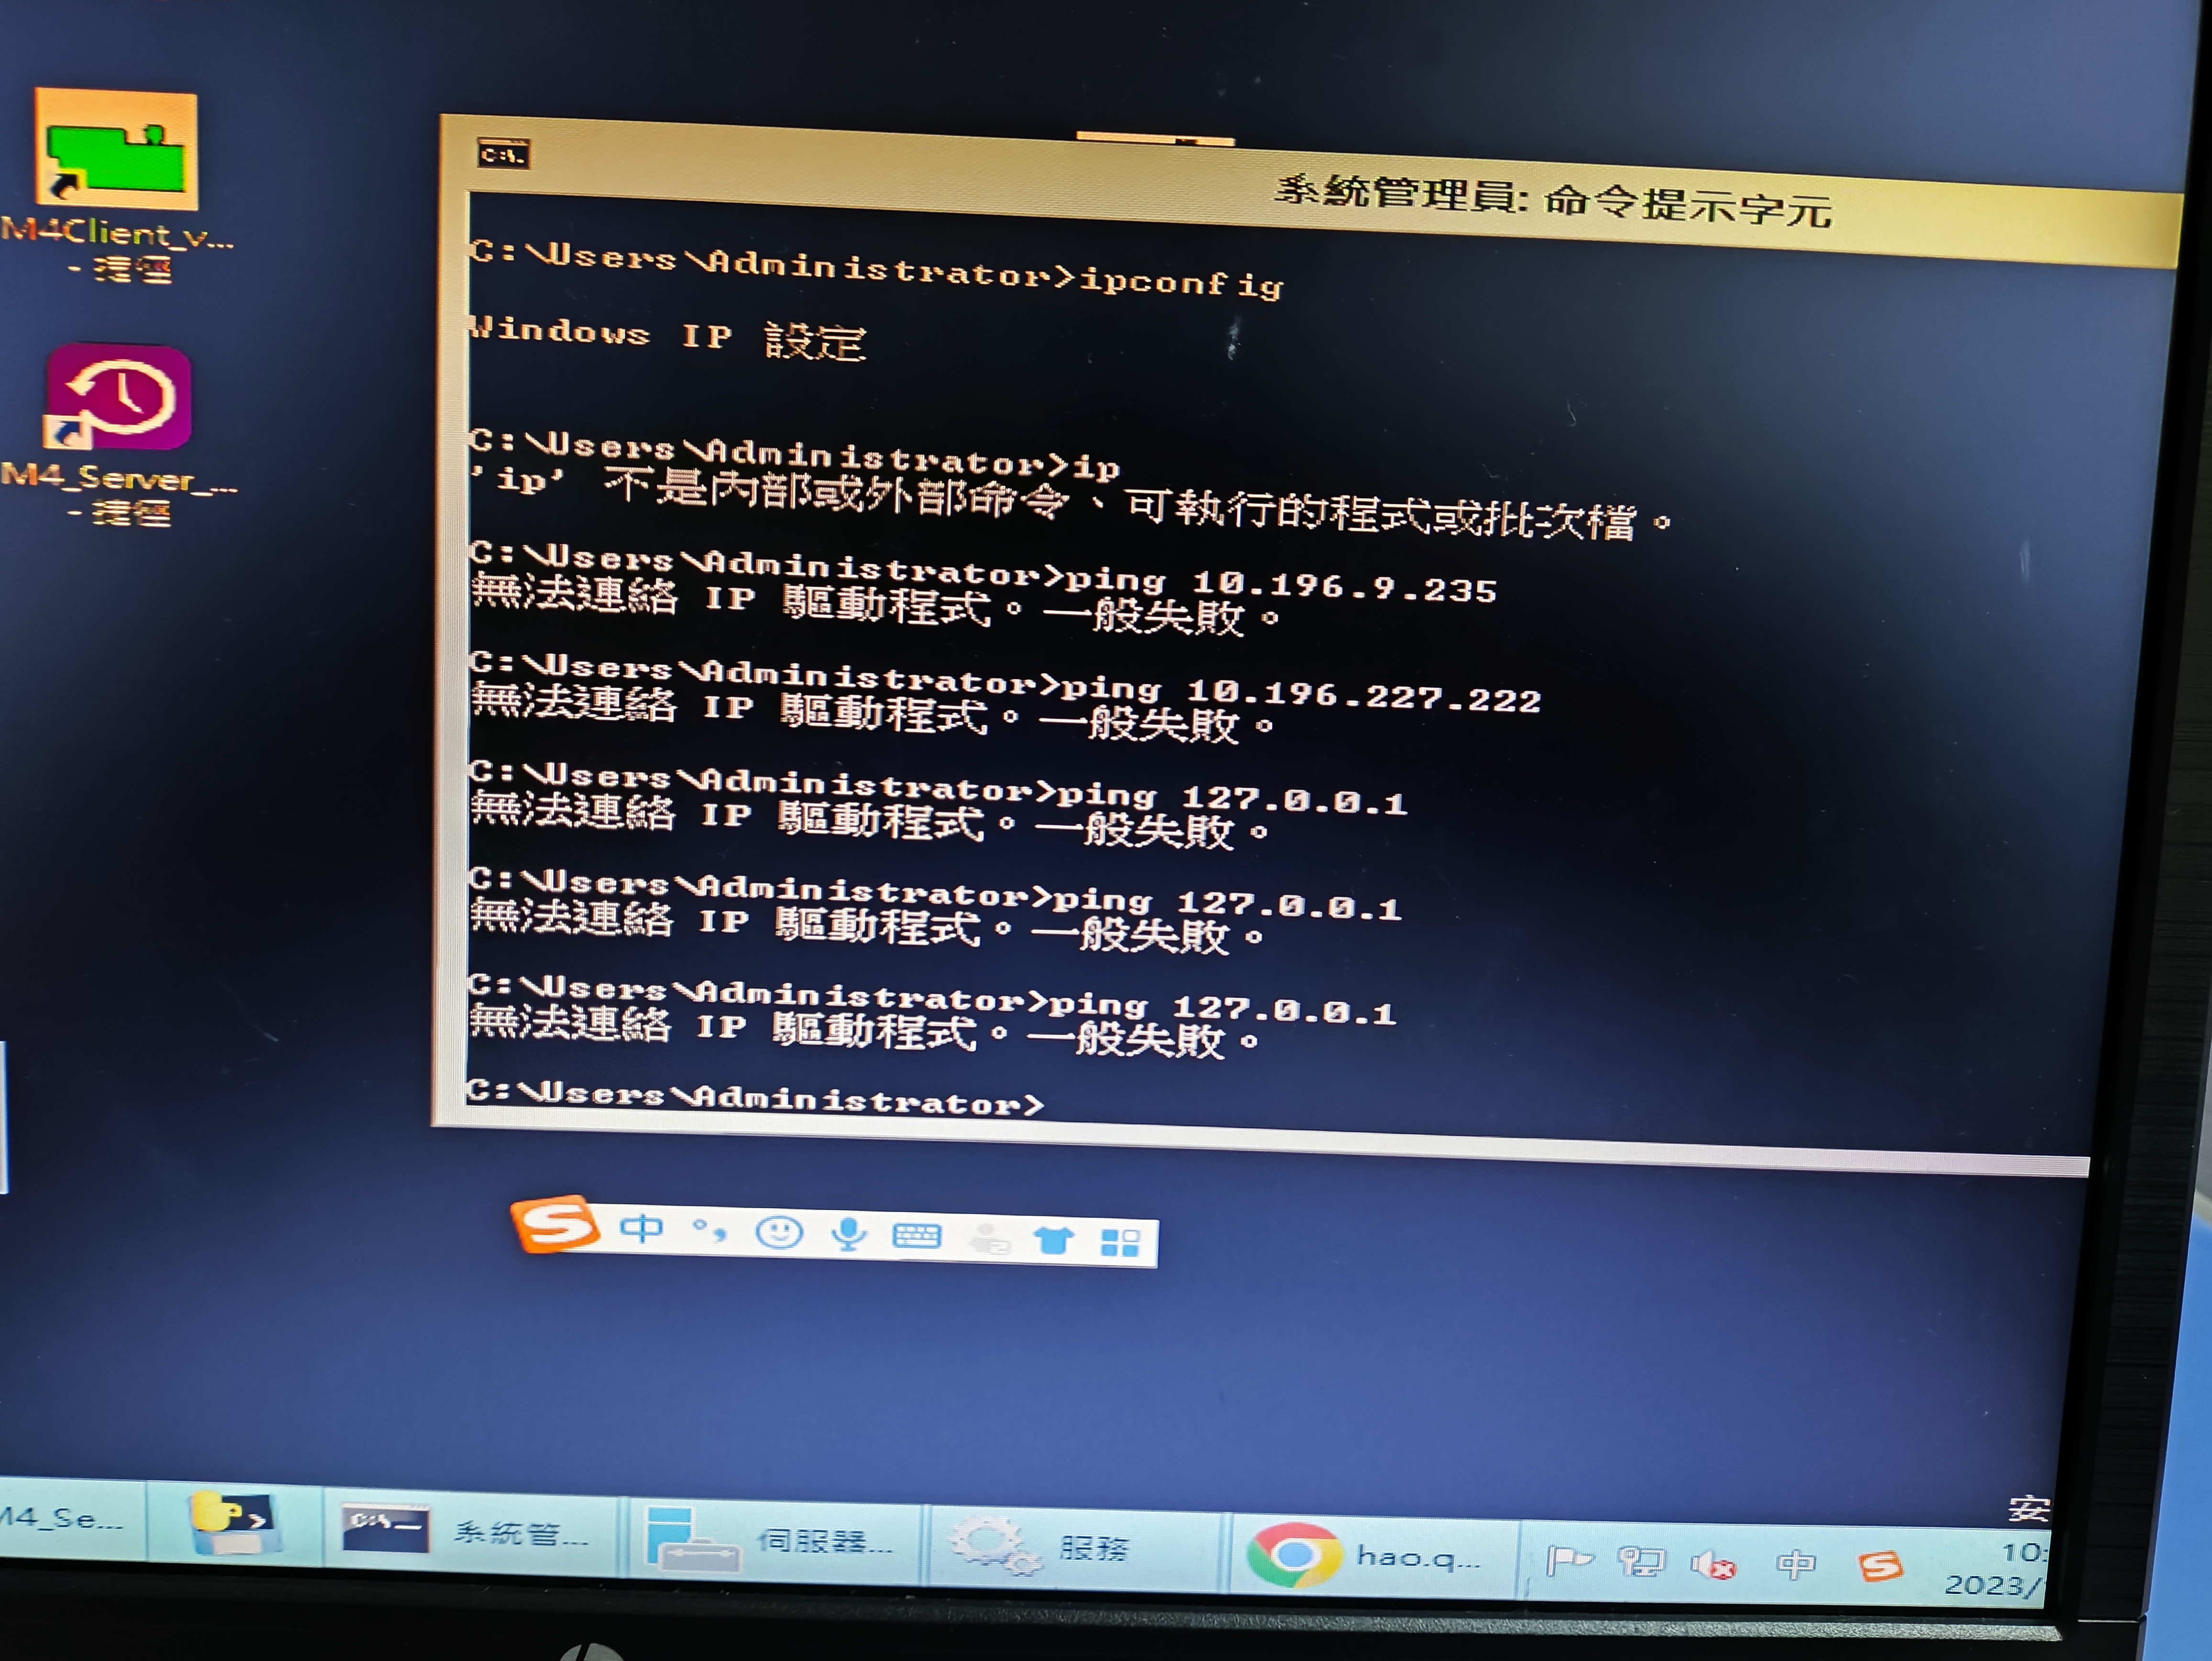 M4Client_v...
- 捷徑
M4_Server_...
- 捷徑
C:\.
系統管理員: 命令提示字元
C:\Users\Administrator>ipconfig
Windows IP 設定
C:\Users\Administrator>ip
'ip' 不是內部或外部命令、可執行的程式或批次檔。
C:\Users\Administrator>ping 10.196.9.235
無法連絡 IP 驅動程式。一般失敗。
C:\Users\Administrator>ping 10.196.227.222
無法連絡 IP 驅動程式。一般失敗。
C:\Users\Administrator>ping 127.0.0.1
無法連絡 IP 驅動程式。一般失敗。
C:\Users\Administrator>ping 127.0.0.1
無法連絡 IP 驅動程式。一般失敗。
C:\Users\Administrator>ping 127.0.0.1
無法連絡 IP 驅動程式。一般失敗。
C:\Users\Administrator>
S 中 °,
安
M4_Se...
C:\_ 系統管...
伺服器...
服務
hao.q...
中 S
10:
2023/